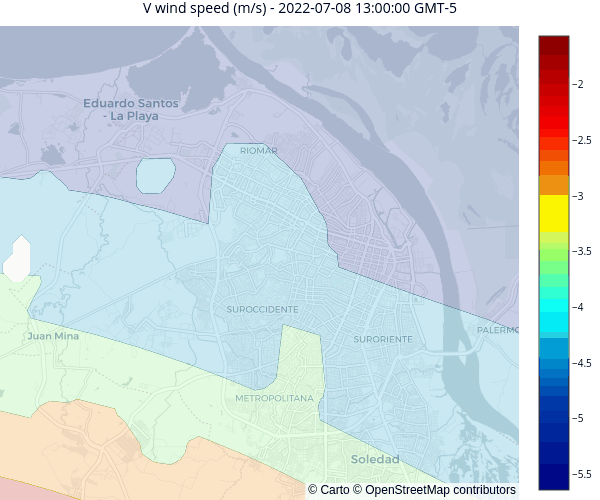 V wind speed (m/s) - 2022-07-08 13:00:00 GMT-5
Eduardo Santos
- La Playa
RIOMAR
SUROCCIDENTE
SURORIENTE
PALERMO
Juan Mina
METROPOLITANA
Soledad
−2
−2.5
−3
−3.5
−4
−4.5
−5
−5.5
© Carto © OpenStreetMap contributors